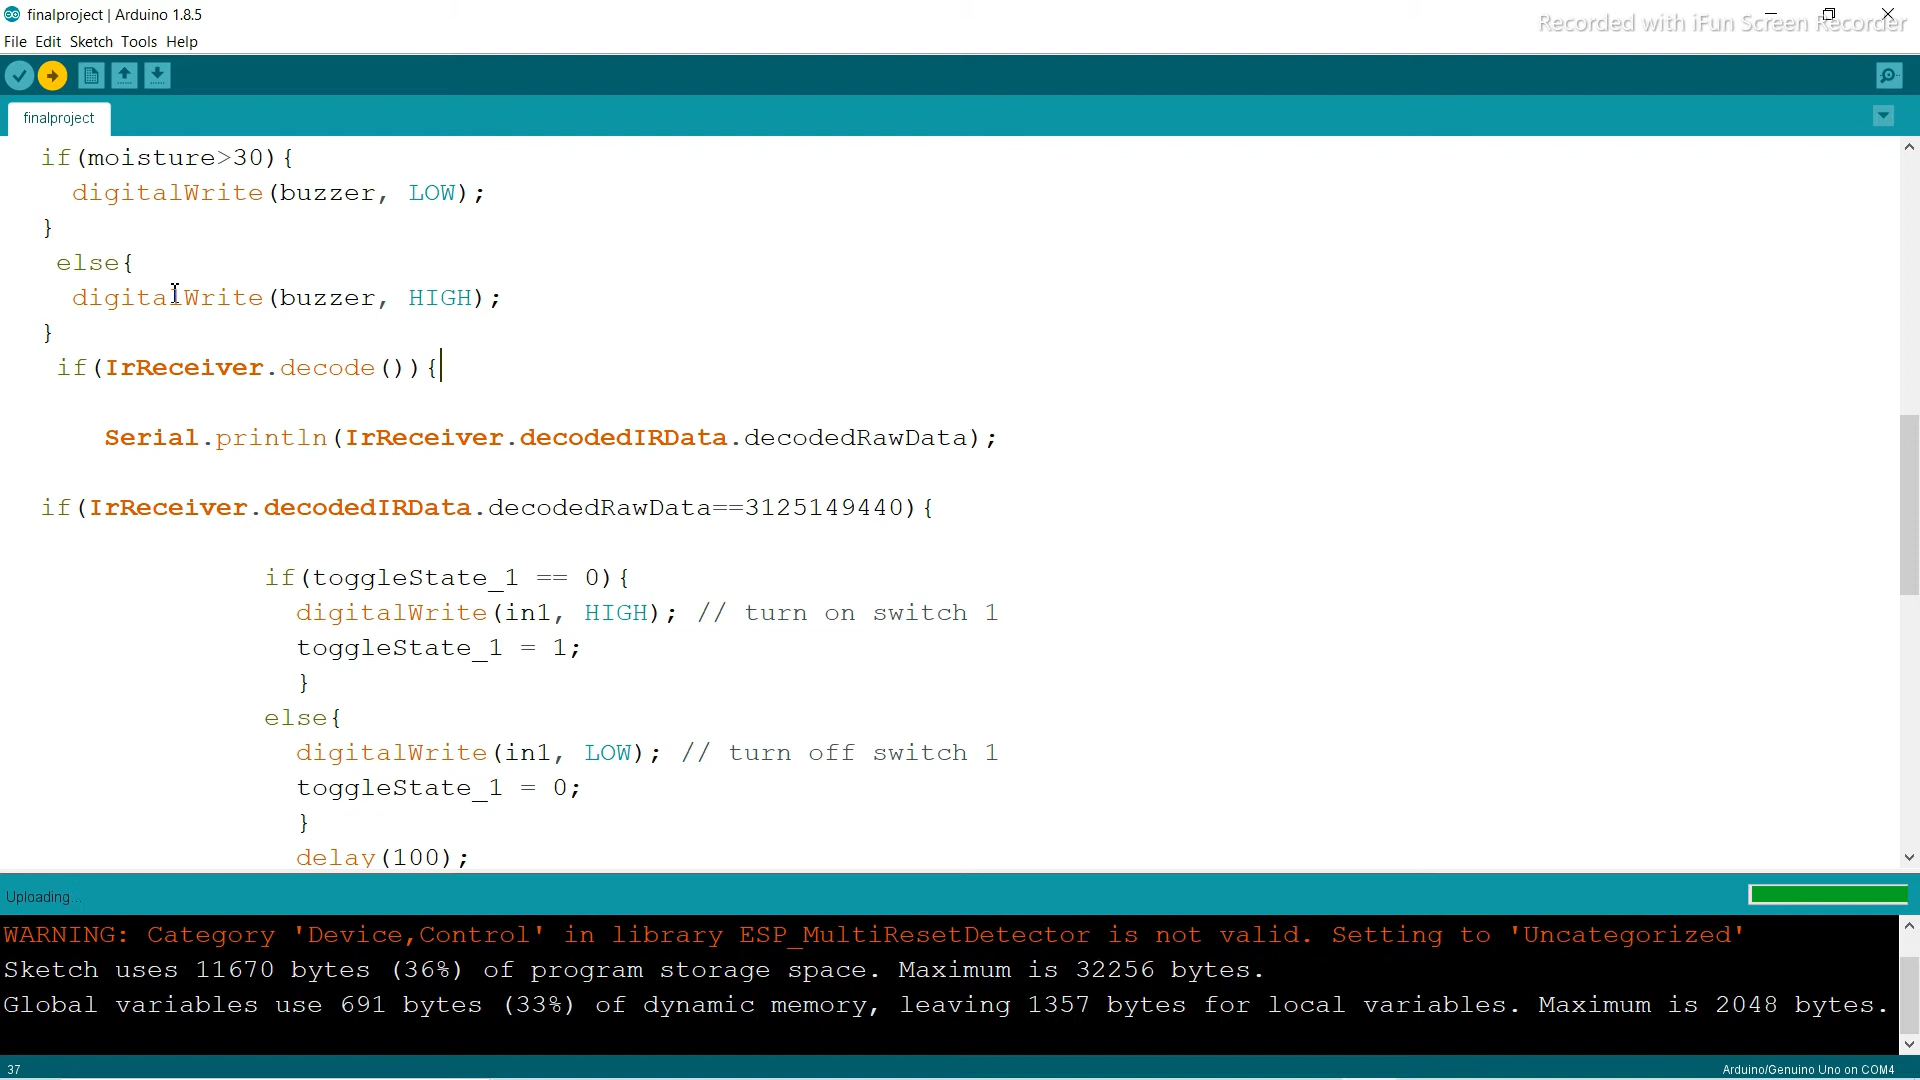 finalproject | Arduino 1.8.5
Recorded with iFun Screen Recorder
File Edit Sketch Tools Help
finalproject
if(moisture>30){
digitalWrite(buzzer, LOW);
}
else{
digitalWrite(buzzer, HIGH);
}
if(IrReceiver.decode()){
Serial.println(IrReceiver.decodedIRData.decodedRawData);
if(IrReceiver.decodedIRData.decodedRawData==3125149440){
if(toggleState_1 == 0){
digitalWrite(in1, HIGH); // turn on switch 1
toggleState_1 = 1;
}
else{
digitalWrite(in1, LOW); // turn off switch 1
toggleState_1 = 0;
}
delay(100);
Uploading...
WARNING: Category 'Device,Control' in library ESP_MultiResetDetector is not valid. Setting to 'Uncategorized'
Sketch uses 11670 bytes (36%) of program storage space. Maximum is 32256 bytes.
Global variables use 691 bytes (33%) of dynamic memory, leaving 1357 bytes for local variables. Maximum is 2048 bytes.
37
Arduino/Genuino Uno on COM4